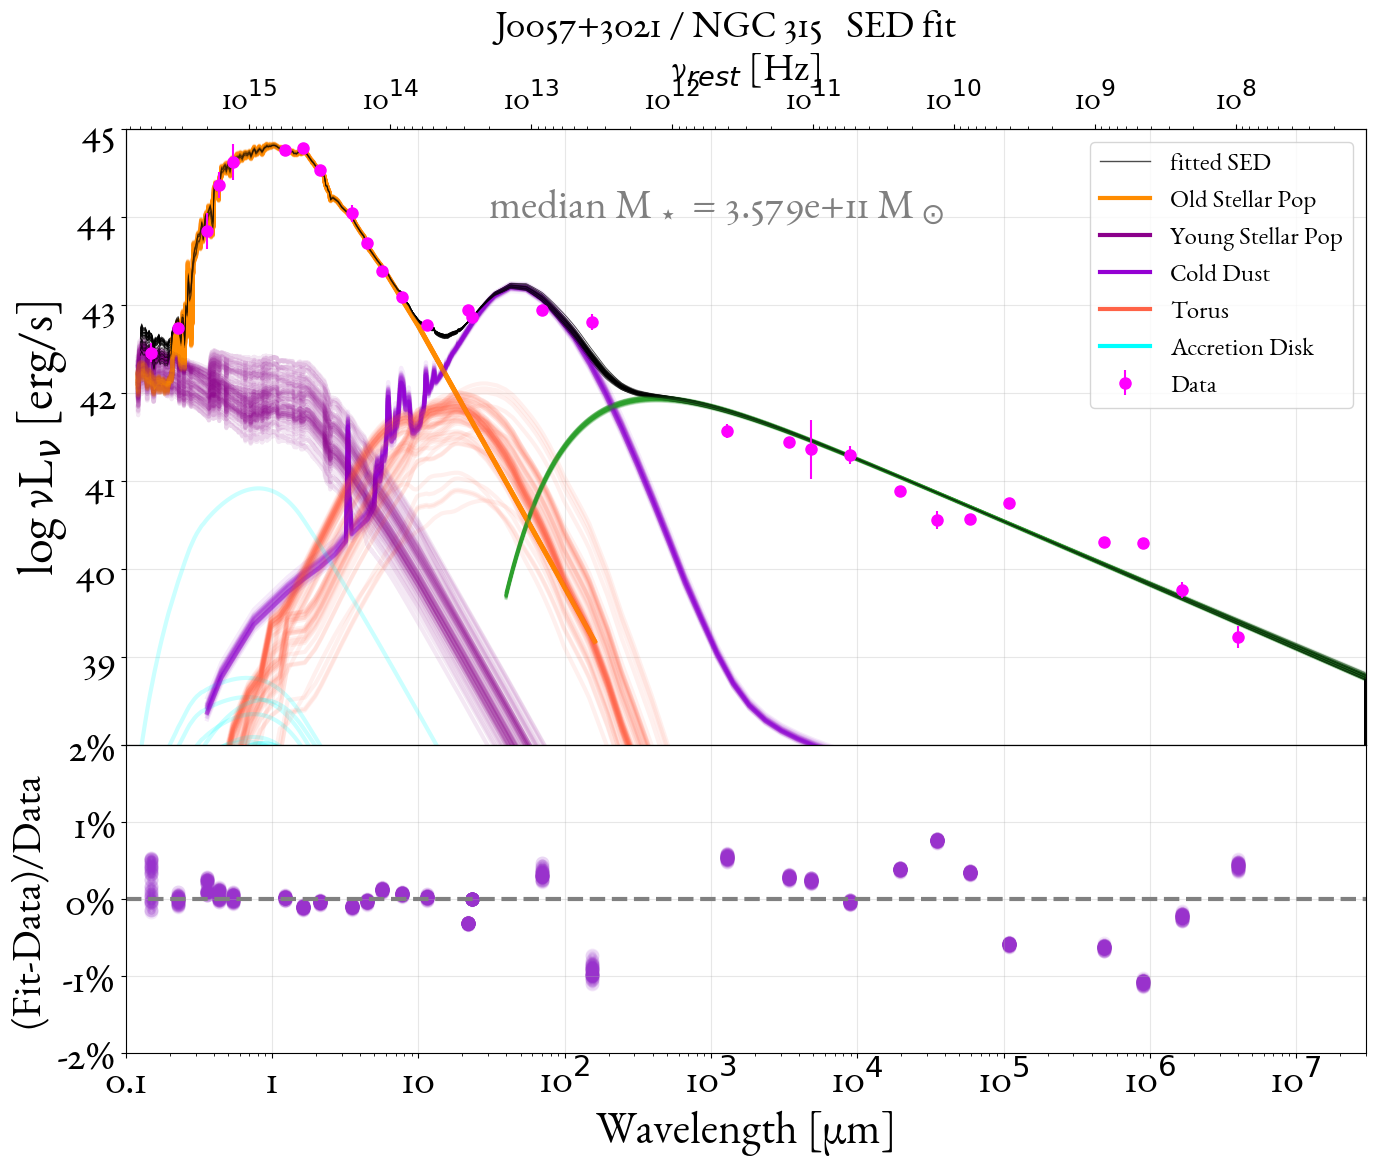 J0057+3021 / NGC 315 SED fit
ν_rest [Hz]
10^15 10^14 10^13 10^12 10^11 10^10 10^9 10^8
45
44
43
42
41
40
39
log νL_ν [erg/s]
median M_⋆ = 3.579e+11 M_⊙
fitted SED
Old Stellar Pop
Young Stellar Pop
Cold Dust
Torus
Accretion Disk
Data
2%
1%
0%
-1%
-2%
(Fit-Data)/Data
0.1 1 10 10^2 10^3 10^4 10^5 10^6 10^7
Wavelength [μm]